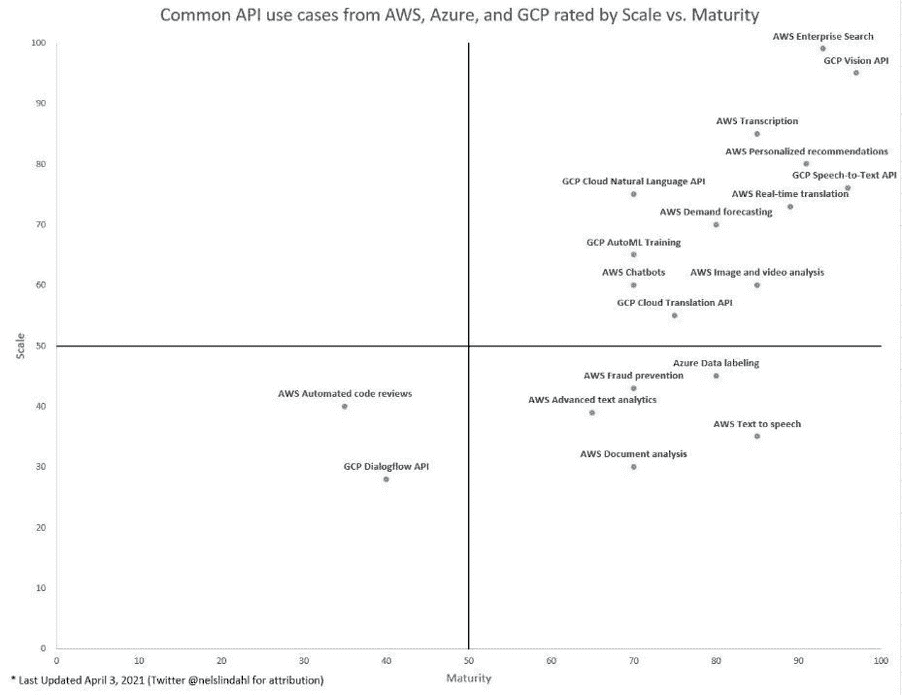 Common API use cases from AWS, Azure, and GCP rated by Scale vs. Maturity
100
AWS Enterprise Search
GCP Vision API
90
AWS Transcription
AWS Personalized recommendations
80
GCP Speech-to-Text API
GCP Cloud Natural Language API
AWS Real-time translation
AWS Demand forecasting
70
GCP AutoML Training
AWS Chatbots
AWS Image and video analysis
60
GCP Cloud Translation API
Scale
50
Azure Data labeling
AWS Fraud prevention
AWS Automated code reviews
AWS Advanced text analytics
40
AWS Text to speech
AWS Document analysis
GCP Dialogflow API
30
20
10
0
0 10 20 30 40 50 60 70 80 90 100
Maturity
* Last Updated April 3, 2021 (Twitter @nelslindahl for attribution)